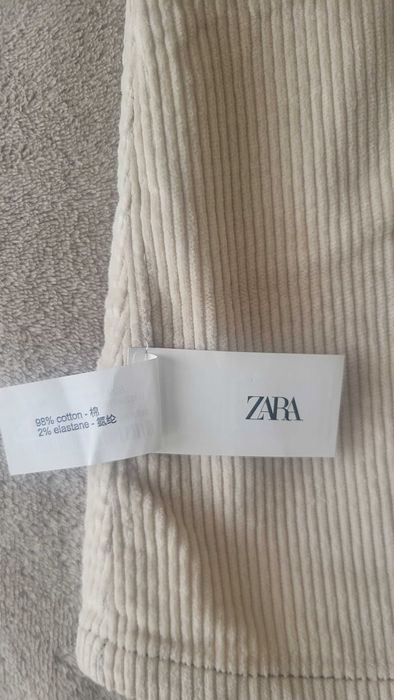 98% cotton - 棉
2% elastane - 氨纶
ZARA